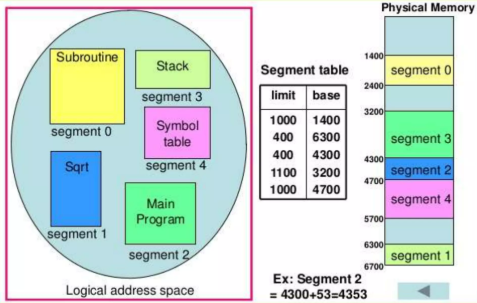 Subroutine
segment 0
Stack
segment 3
Symbol
table
segment 4
Sqrt
segment 1
Main
Program
segment 2
Logical address space
Segment table
limit base
1000 1400
400 6300
400 4300
1100 3200
1000 4700
Ex: Segment 2
= 4300+53=4353
Physical Memory
1400
segment 0
2400
3200
segment 3
4300
segment 2
4700
segment 4
5700
6300
segment 1
6700